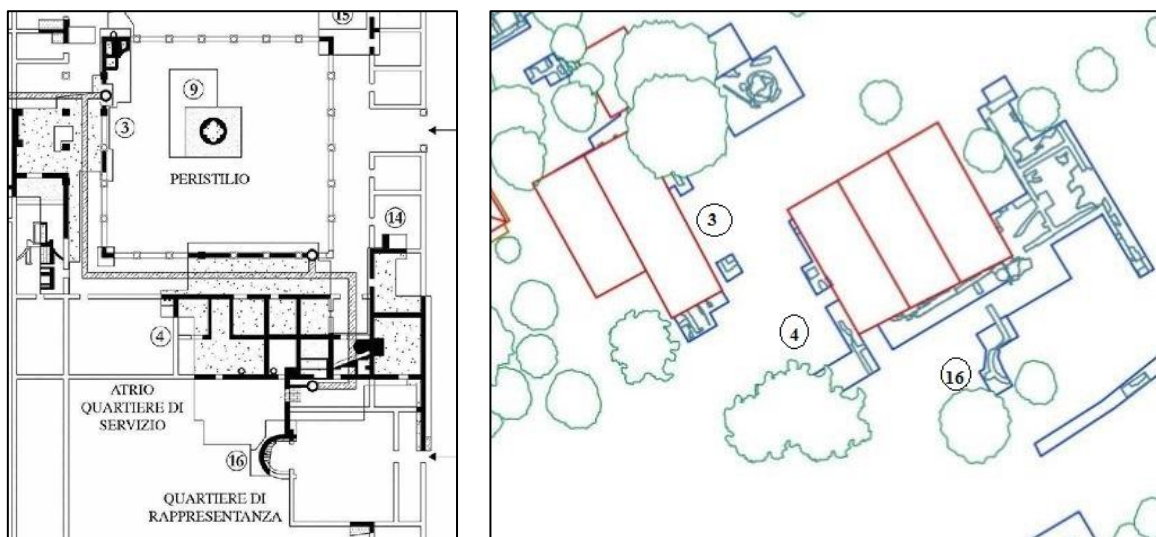 15
9
3
PERISTILIO
14
4
ATRIO
QUARTIERE DI
SERVIZIO
16
QUARTIERE DI
RAPPRESENTANZA
3
4
16